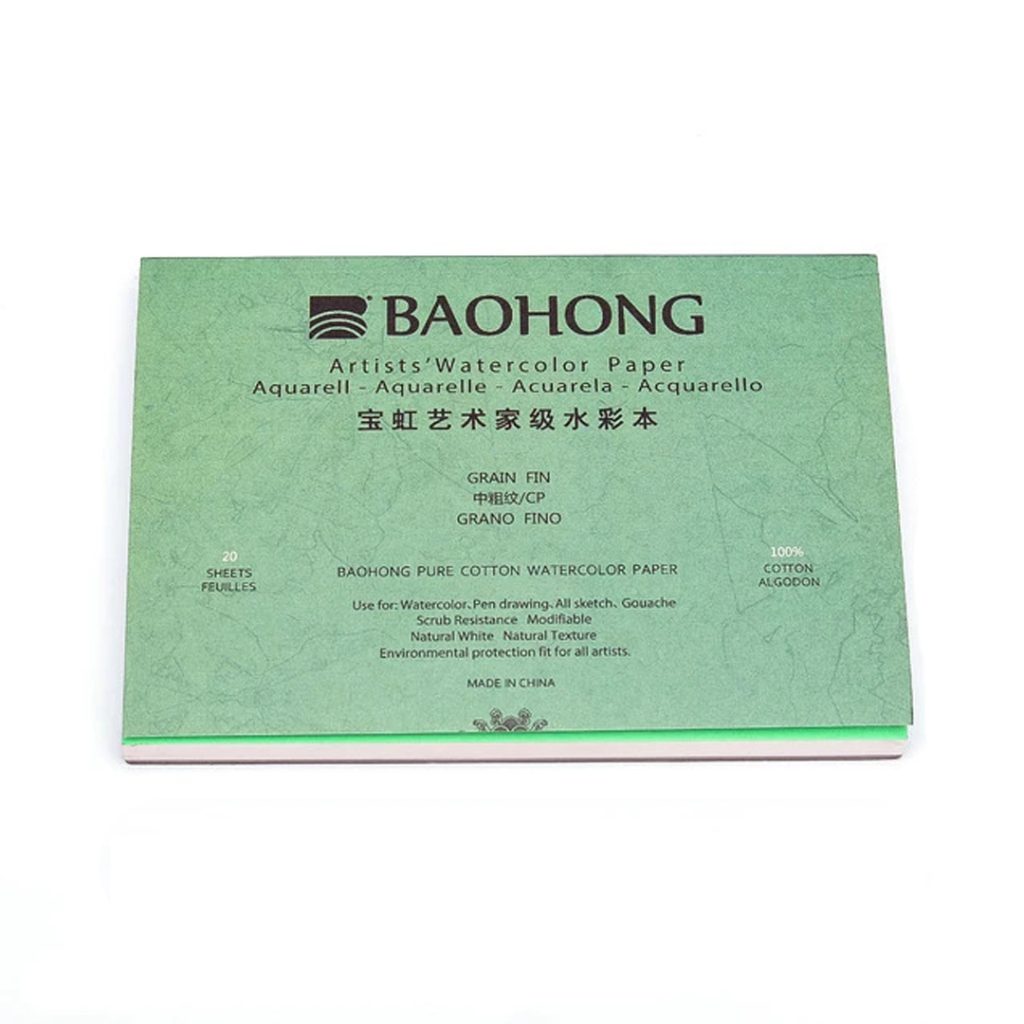 BAOHONG
Artists' Watercolor Paper
Aquarell - Aquarelle - Acuarela - Acquarello
宝虹艺术家级水彩本
GRAIN FIN
中粗纹/CP
GRANO FINO
20
SHEETS
FEUILLES
100%
COTTON
ALGODON
BAOHONG PURE COTTON WATERCOLOR PAPER
Use for: Watercolor、Pen drawing、All sketch、Gouache
Scrub Resistance Modifiable
Natural White Natural Texture
Environmental protection fit for all artists.
MADE IN CHINA